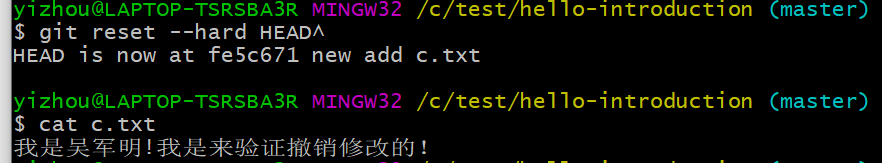 yizhou@LAPTOP-TSRSBA3R MINGW32 /c/test/hello-introduction (master)
$ git reset --hard HEAD^
HEAD is now at fe5c671 new add c.txt
yizhou@LAPTOP-TSRSBA3R MINGW32 /c/test/hello-introduction (master)
$ cat c.txt
我是吴军明!我是来验证撤销修改的!